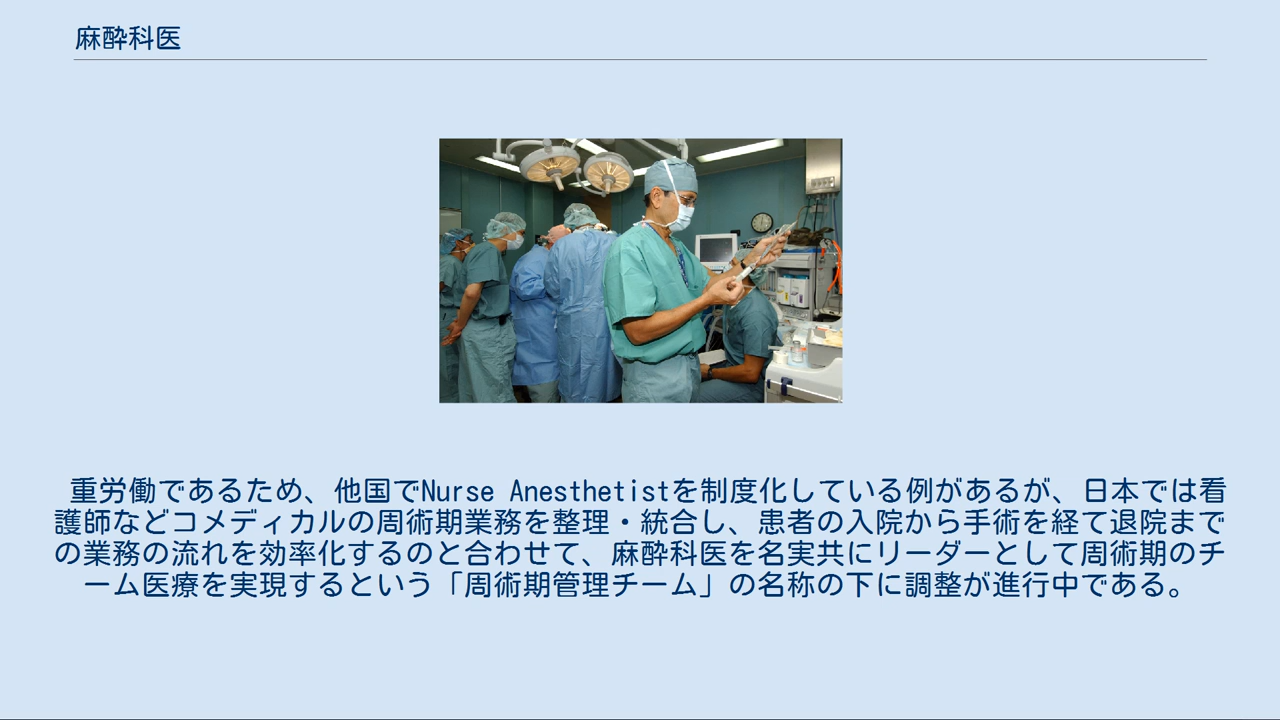 麻酔科医
重労働であるため、他国でNurse Anesthetistを制度化している例があるが、日本では看
護師などコメディカルの周術期業務を整理・統合し、患者の入院から手術を経て退院まで
の業務の流れを効率化するのと合わせて、麻酔科医を名実共にリーダーとして周術期のチ
ーム医療を実現するという「周術期管理チーム」の名称の下に調整が進行中である。